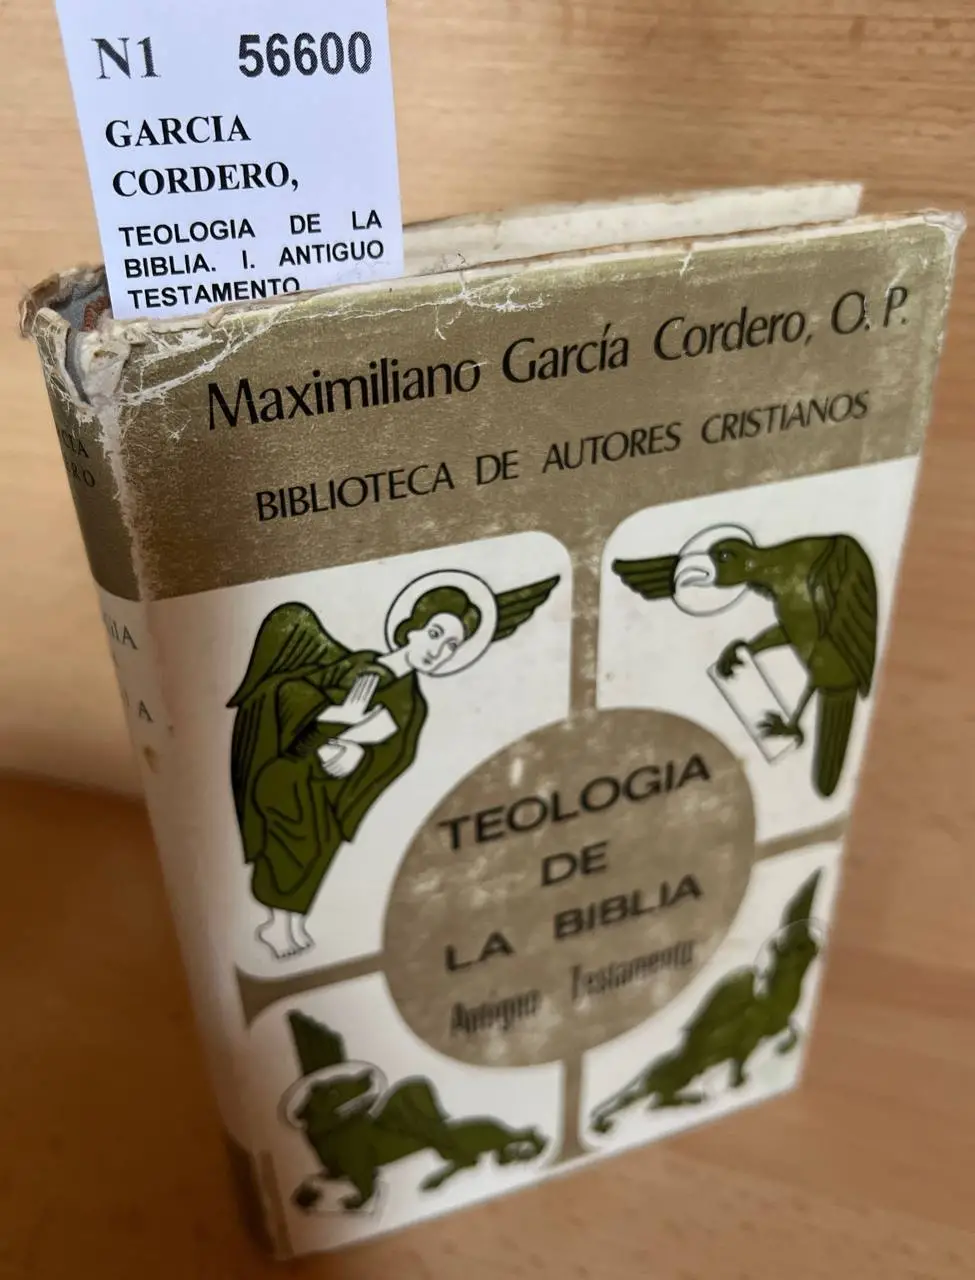 N1 56600
GARCIA
CORDERO,
TEOLOGIA DE LA
BIBLIA. I. ANTIGUO
TESTAMENTO
Maximiliano García Cordero, O. P.
BIBLIOTECA DE AUTORES CRISTIANOS
TEOLOGIA
DE
LA BIBLIA
Antiguo Testamento